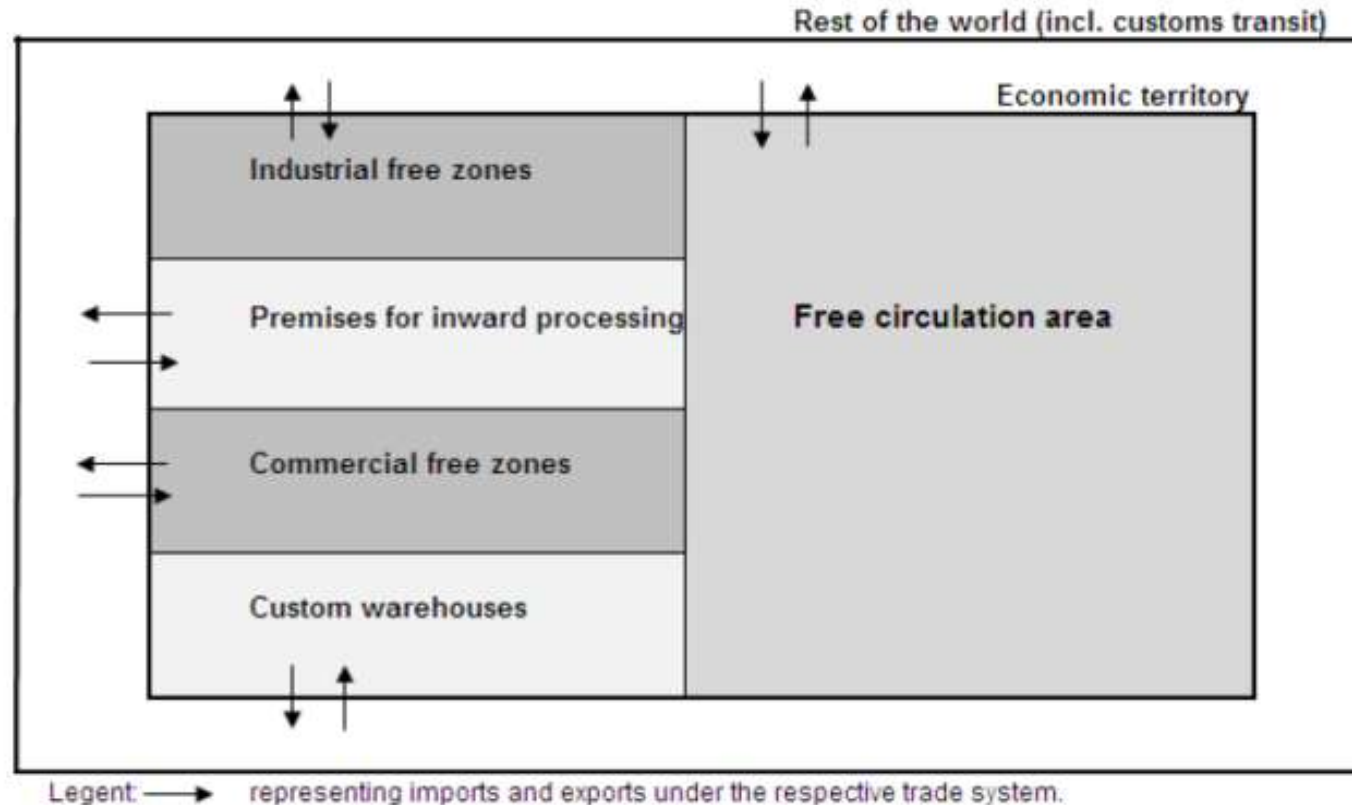 Rest of the world (incl. customs transit)
Economic territory
Industrial free zones
Premises for inward processing
Free circulation area
Commercial free zones
Custom warehouses
Legent: representing imports and exports under the respective trade system.